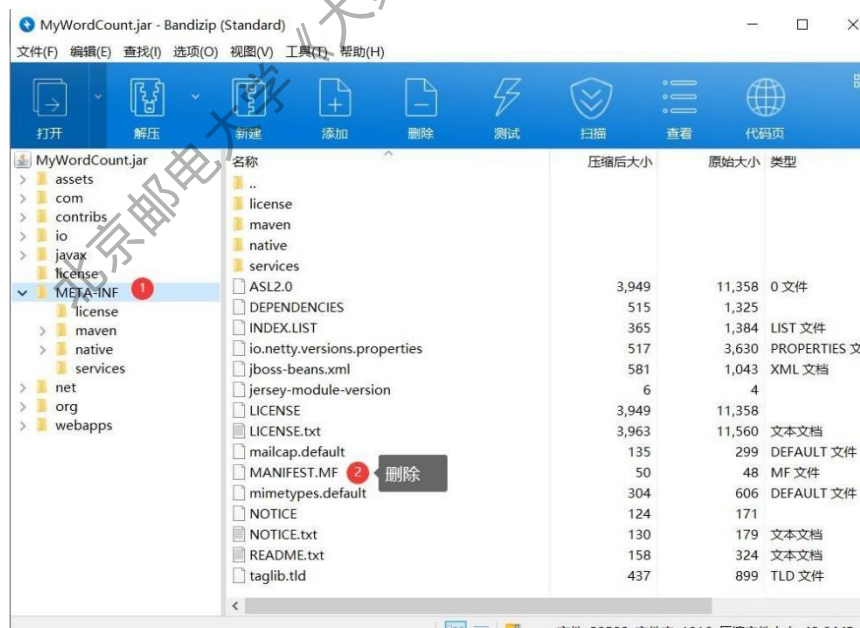 MyWordCount.jar - Bandizip (Standard)
文件(F) 编辑(E) 查找(I) 选项(O) 视图(V) 工具(T) 帮助(H)
打开 解压 新建 添加 删除 测试 扫描 查看 代码页
MyWordCount.jar
assets
com
contribs
io
javax
license
META-INF 1
license
maven
native
services
net
org
webapps
名称 压缩后大小 原始大小 类型
..
license
maven
native
services
ASL2.0 3,949 11,358 0 文件
DEPENDENCIES 515 1,325
INDEX.LIST 365 1,384 LIST 文件
io.netty.versions.properties 517 3,630 PROPERTIES 文
jboss-beans.xml 581 1,043 XML 文档
jersey-module-version 6 4
LICENSE 3,949 11,358
LICENSE.txt 3,963 11,560 文本文档
mailcap.default 135 299 DEFAULT 文件
MANIFEST.MF 2 删除 50 48 MF 文件
mimetypes.default 304 606 DEFAULT 文件
NOTICE 124 171
NOTICE.txt 130 179 文本文档
README.txt 158 324 文本文档
taglib.tld 437 899 TLD 文件
北京邮电大学《大